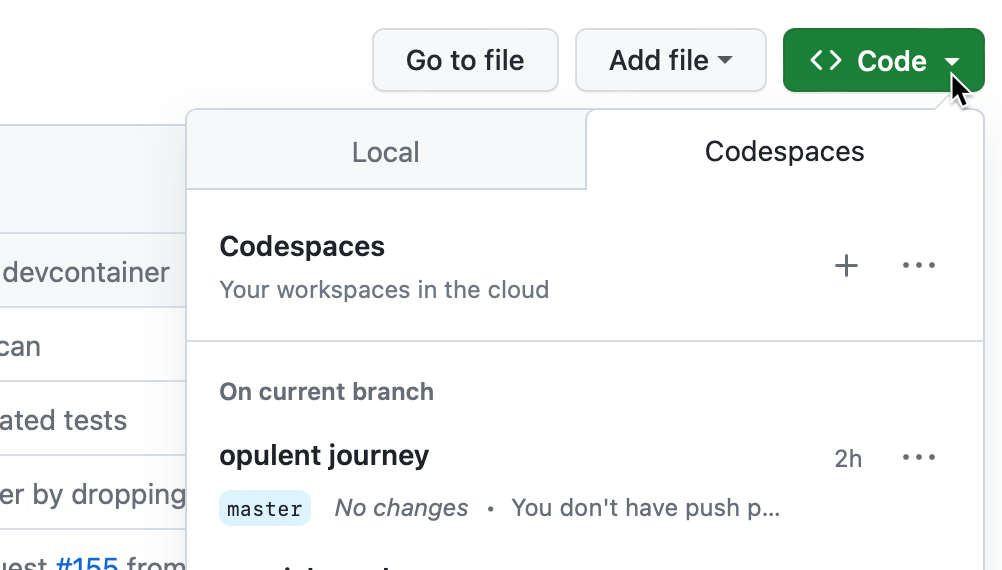 Go to file
Add file
<> Code
Local
Codespaces
Codespaces
Your workspaces in the cloud
devcontainer
can
ated tests
er by dropping
#155 from
On current branch
opulent journey
2h
master No changes • You don't have push p...